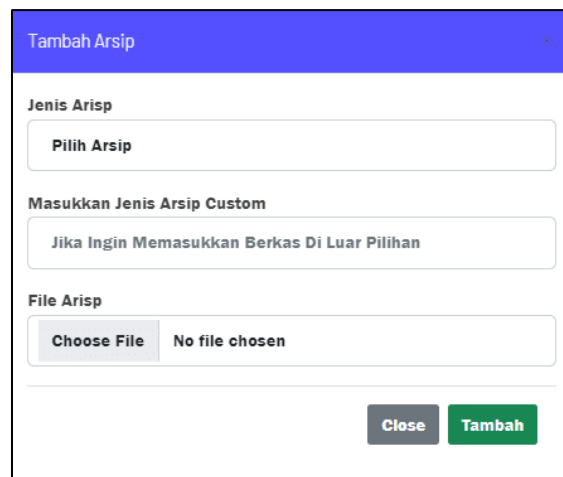 Tambah Arsip
Jenis Arisp
Pilih Arsip
Masukkan Jenis Arsip Custom
Jika Ingin Memasukkan Berkas Di Luar Pilihan
File Arisp
Choose File No file chosen
Close Tambah